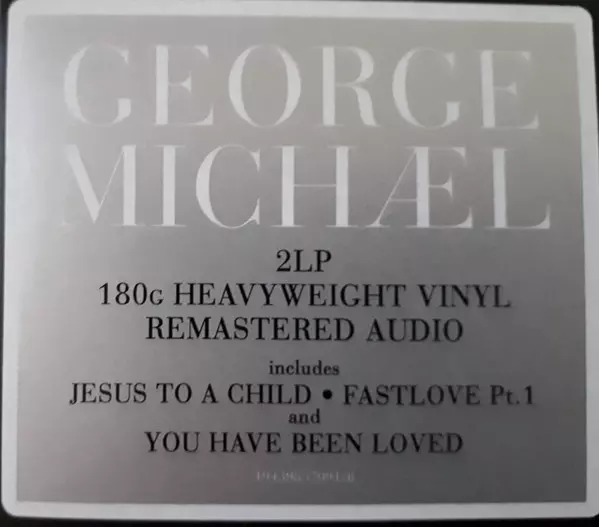 GEORGE
MICHÆL
2LP
180G HEAVYWEIGHT VINYL
REMASTERED AUDIO
includes
JESUS TO A CHILD • FASTLOVE Pt.1
and
YOU HAVE BEEN LOVED